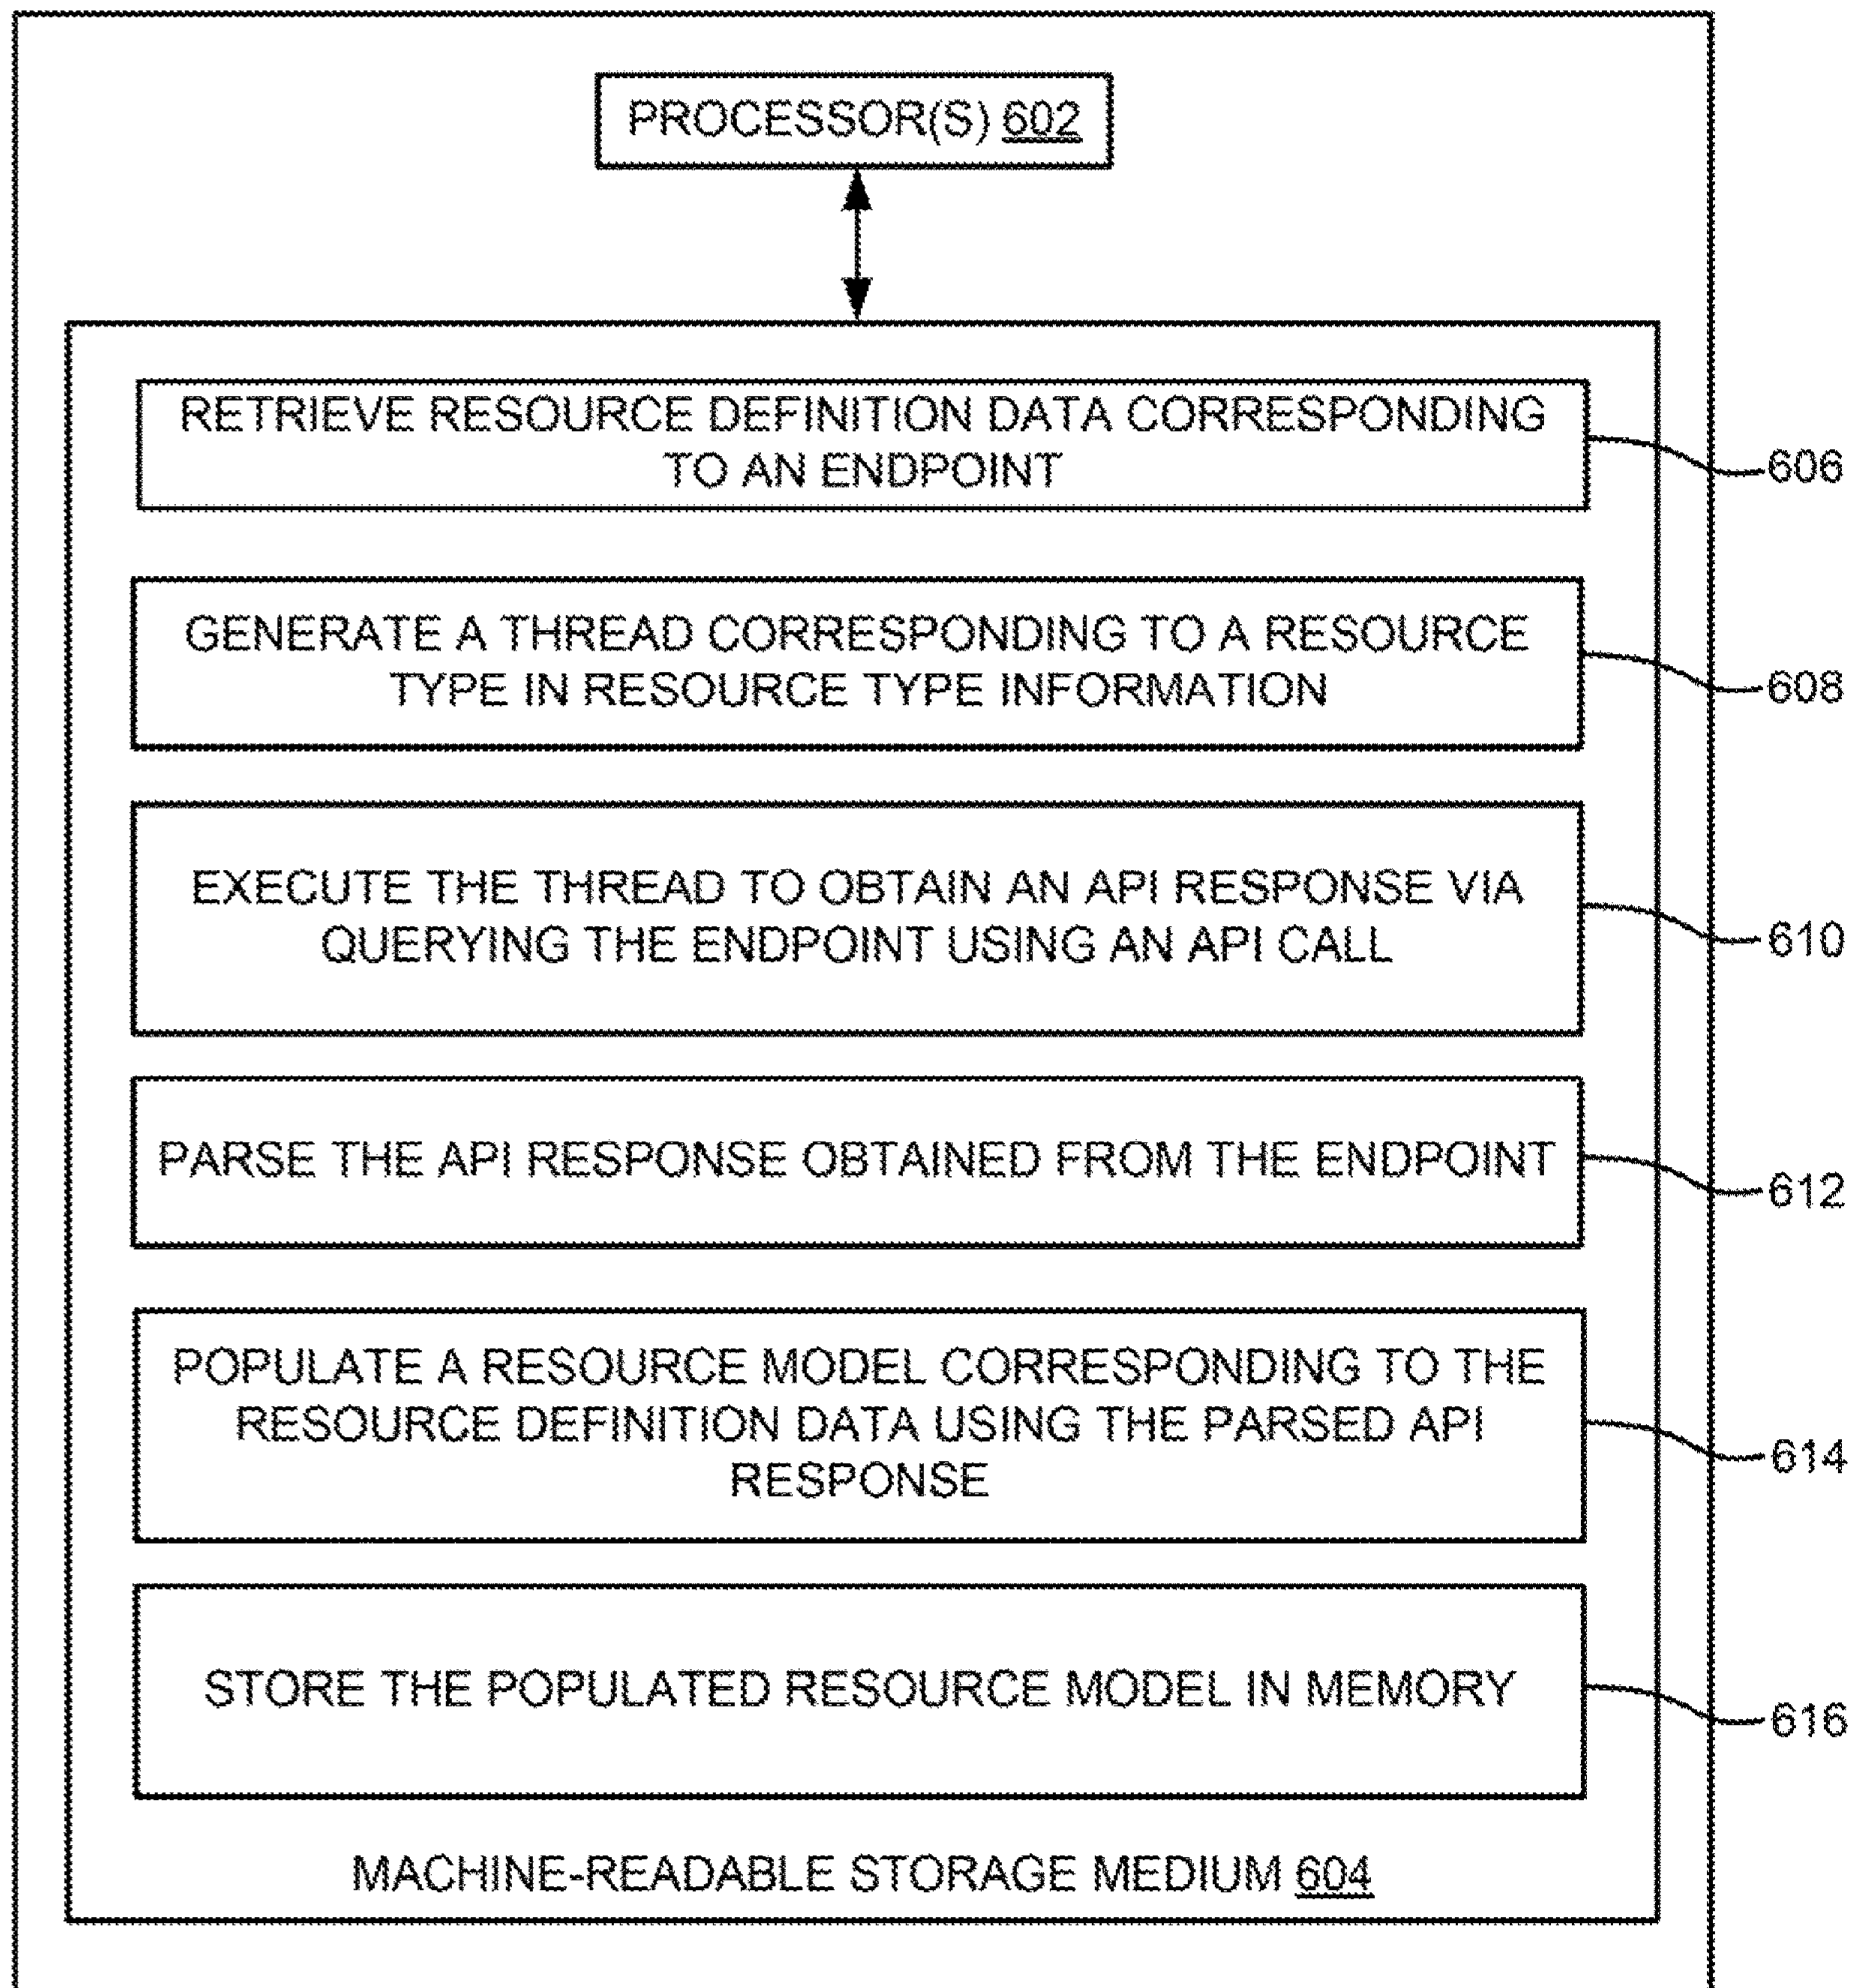 PROCESSOR(S) 602
RETRIEVE RESOURCE DEFINITION DATA CORRESPONDING
TO AN ENDPOINT
606
GENERATE A THREAD CORRESPONDING TO A RESOURCE
TYPE IN RESOURCE TYPE INFORMATION
608
EXECUTE THE THREAD TO OBTAIN AN API RESPONSE VIA
QUERYING THE ENDPOINT USING AN API CALL
610
PARSE THE API RESPONSE OBTAINED FROM THE ENDPOINT
612
POPULATE A RESOURCE MODEL CORRESPONDING TO THE
RESOURCE DEFINITION DATA USING THE PARSED API
RESPONSE
614
STORE THE POPULATED RESOURCE MODEL IN MEMORY
616
MACHINE-READABLE STORAGE MEDIUM 604